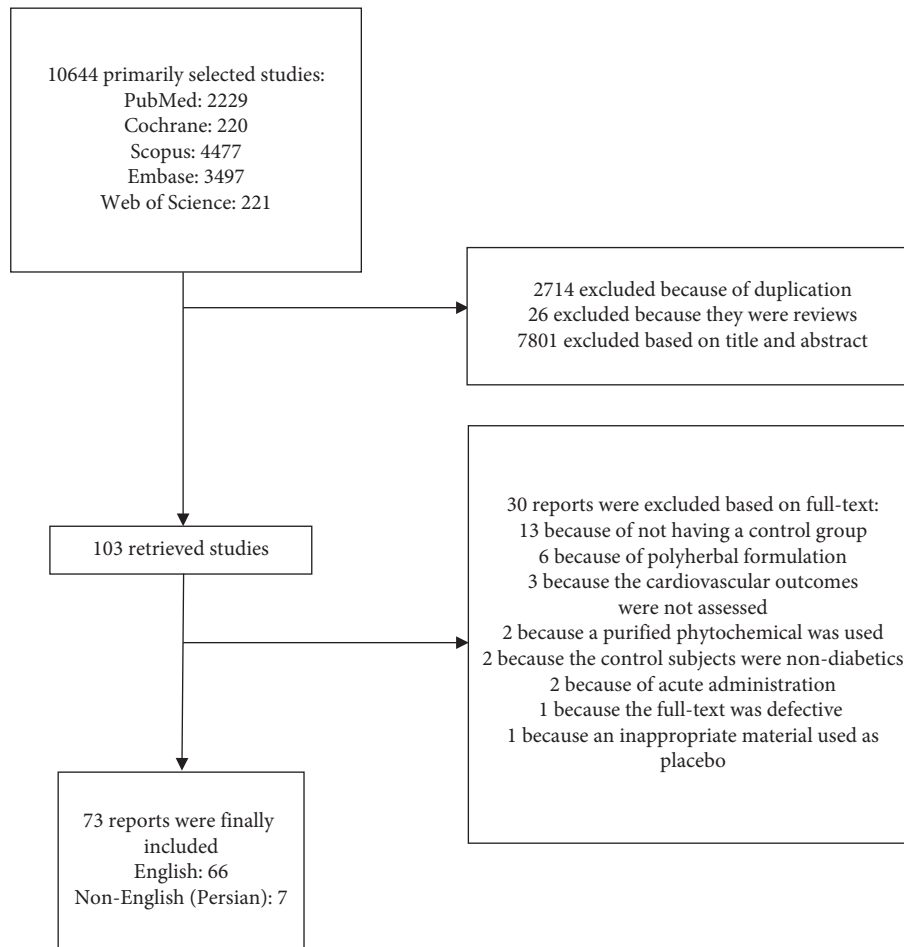 10644 primarily selected studies:
PubMed: 2229
Cochrane: 220
Scopus: 4477
Embase: 3497
Web of Science: 221
2714 excluded because of duplication
26 excluded because they were reviews
7801 excluded based on title and abstract
103 retrieved studies
30 reports were excluded based on full-text:
13 because of not having a control group
6 because of polyherbal formulation
3 because the cardiovascular outcomes
were not assessed
2 because a purified phytochemical was used
2 because the control subjects were non-diabetics
2 because of acute administration
1 because the full-text was defective
1 because an inappropriate material used as
placebo
73 reports were finally
included
English: 66
Non-English (Persian): 7